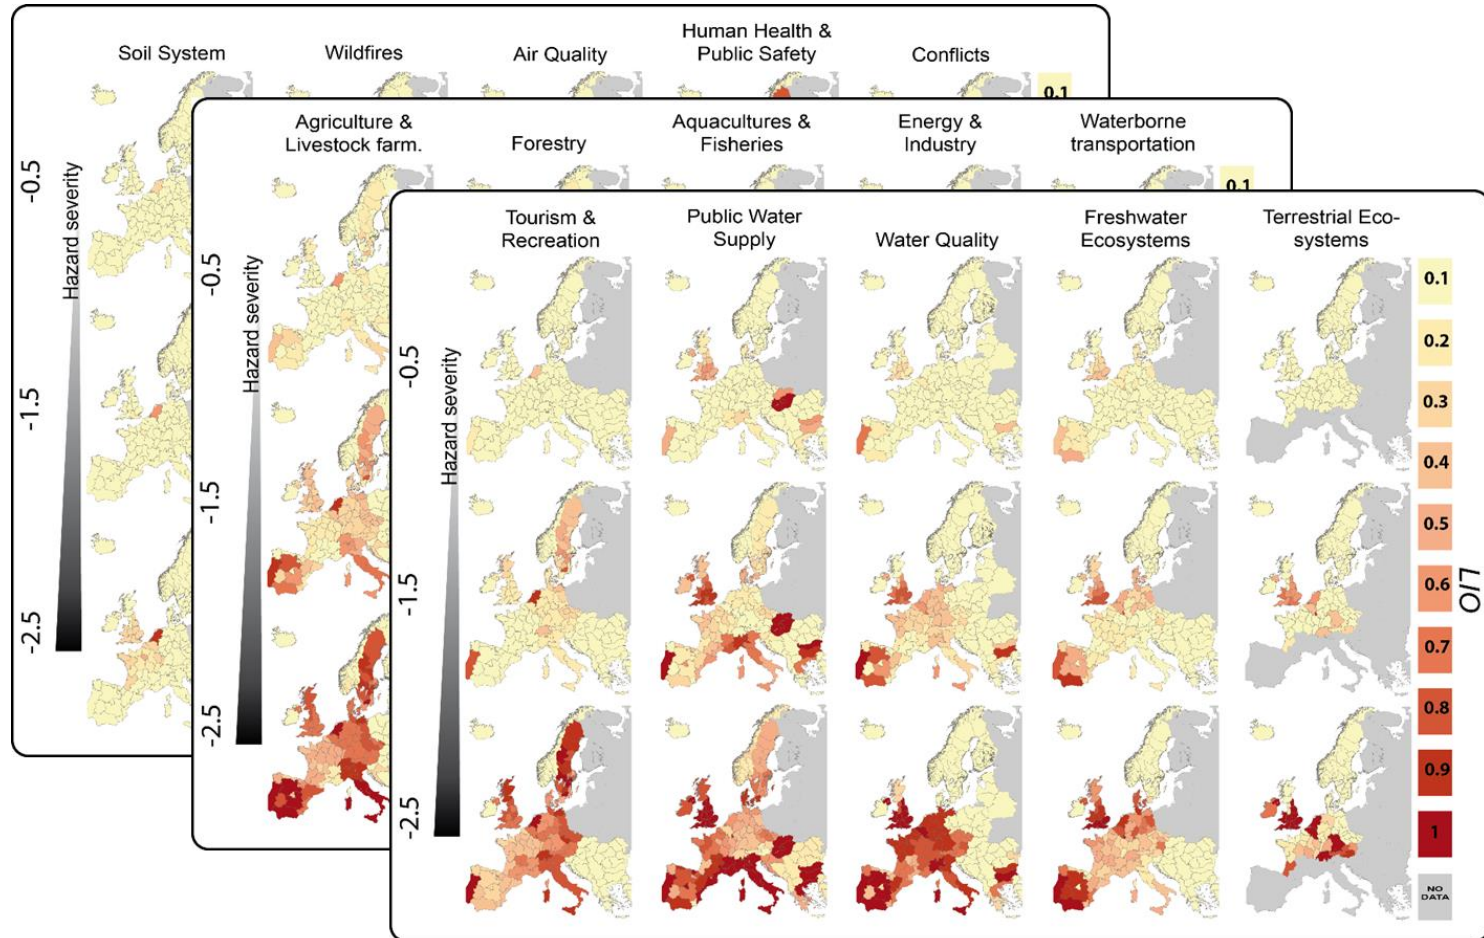 Soil System
Wildfires
Air Quality
Human Health &
Public Safety
Conflicts
0.1
-0.5
-1.5
-2.5
Hazard severity
Agriculture &
Livestock farm.
Forestry
Aquacultures &
Fisheries
Energy &
Industry
Waterborne
transportation
0.1
-0.5
-1.5
-2.5
Hazard severity
Tourism &
Recreation
Public Water
Supply
Water Quality
Freshwater
Ecosystems
Terrestrial Eco-
systems
-0.5
-1.5
-2.5
Hazard severity
0.1
0.2
0.3
0.4
0.5
0.6
0.7
0.8
0.9
1
NO
DATA
LIO